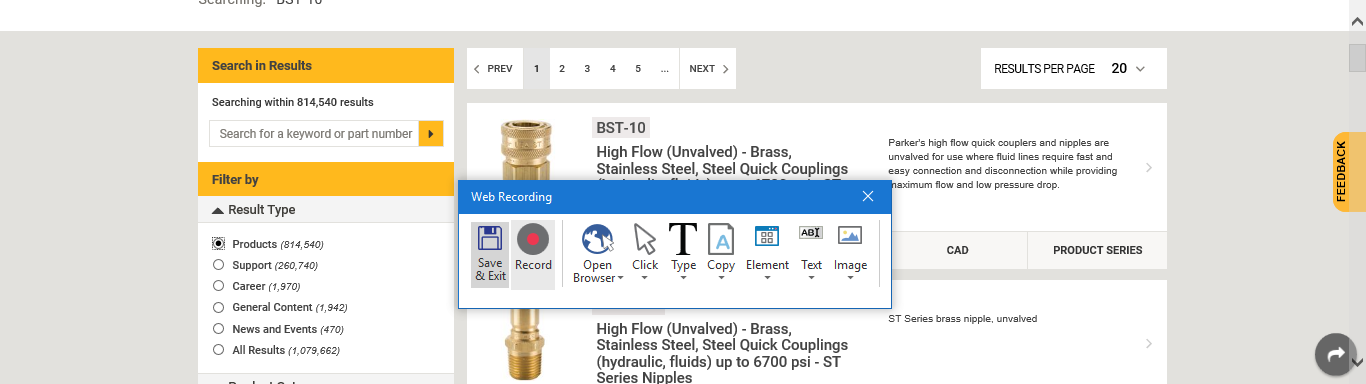 Searching: BST-10
Search in Results
Searching within 814,540 results
Search for a keyword or part number
Filter by
Result Type
Products (814,540)
Support (260,740)
Career (1,970)
General Content (1,942)
News and Events (470)
All Results (1,079,662)
PREV 1 2 3 4 5 ... NEXT
RESULTS PER PAGE 20
BST-10
High Flow (Unvalved) - Brass,
Stainless Steel, Steel Quick Couplings
(hydraulic, fluids) up to 6700 psi - ST
Parker's high flow quick couplers and nipples are
unvalved for use where fluid lines require fast and
easy connection and disconnection while providing
maximum flow and low pressure drop.
CAD
PRODUCT SERIES
Web Recording
Save
& Exit
Record
Open
Browser
Click
Type
Copy
Element
Text
Image
High Flow (Unvalved) - Brass,
Stainless Steel, Steel Quick Couplings
(hydraulic, fluids) up to 6700 psi - ST
Series Nipples
ST Series brass nipple, unvalved
FEEDBACK